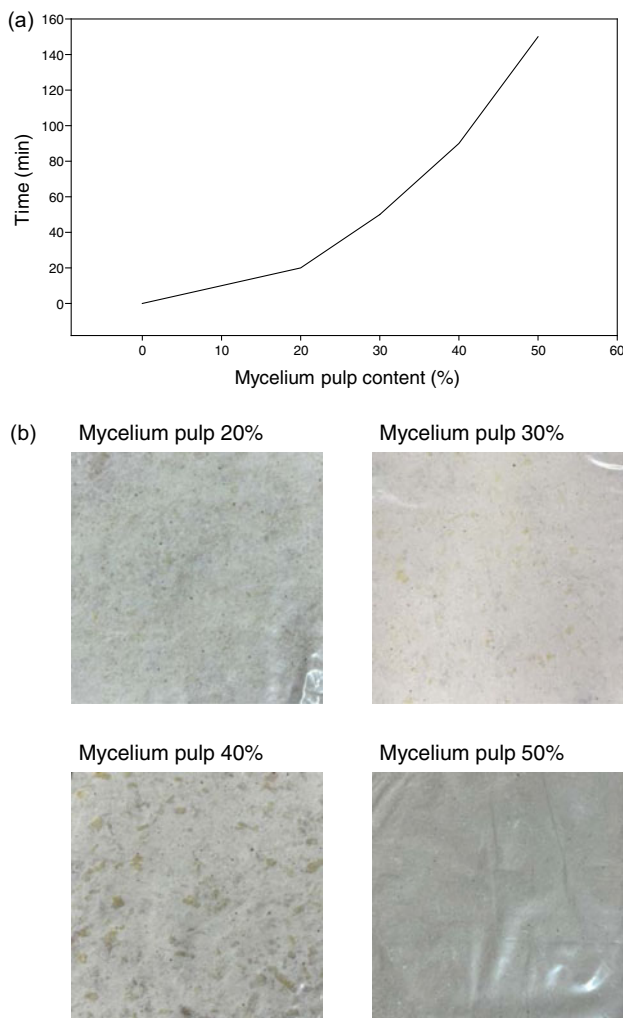 (a)
160
140
120
100
80
60
40
20
0
Time (min)
0 10 20 30 40 50 60
Mycelium pulp content (%)
(b)
Mycelium pulp 20% Mycelium pulp 30%
Mycelium pulp 40% Mycelium pulp 50%